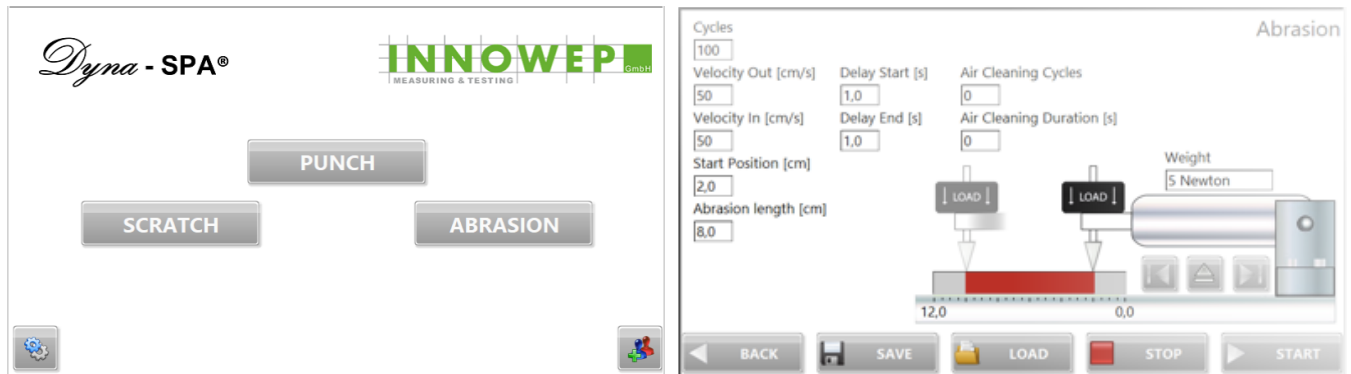 Dyna - SPA®
INNOWEP GmbH
MEASURING & TESTING
PUNCH
SCRATCH
ABRASION
Abrasion
Cycles
100
Velocity Out [cm/s] Delay Start [s] Air Cleaning Cycles
50 1,0 0
Velocity In [cm/s] Delay End [s] Air Cleaning Duration [s]
50 1,0 0
Start Position [cm] Weight
2,0 5 Newton
↓ LOAD ↓ ↓ LOAD ↓
Abrasion length [cm]
8,0
12,0 0,0
BACK SAVE LOAD STOP START